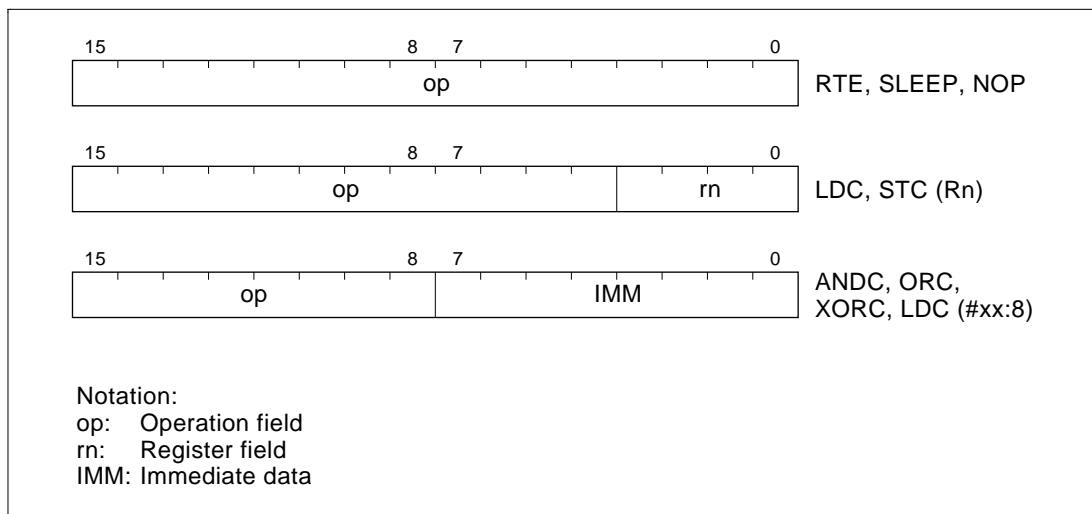 15 8 7 0
op
RTE, SLEEP, NOP
15 8 7 0
op rn
LDC, STC (Rn)
15 8 7 0
op IMM
ANDC, ORC,
XORC, LDC (#xx:8)
Notation:
op: Operation field
rn: Register field
IMM: Immediate data